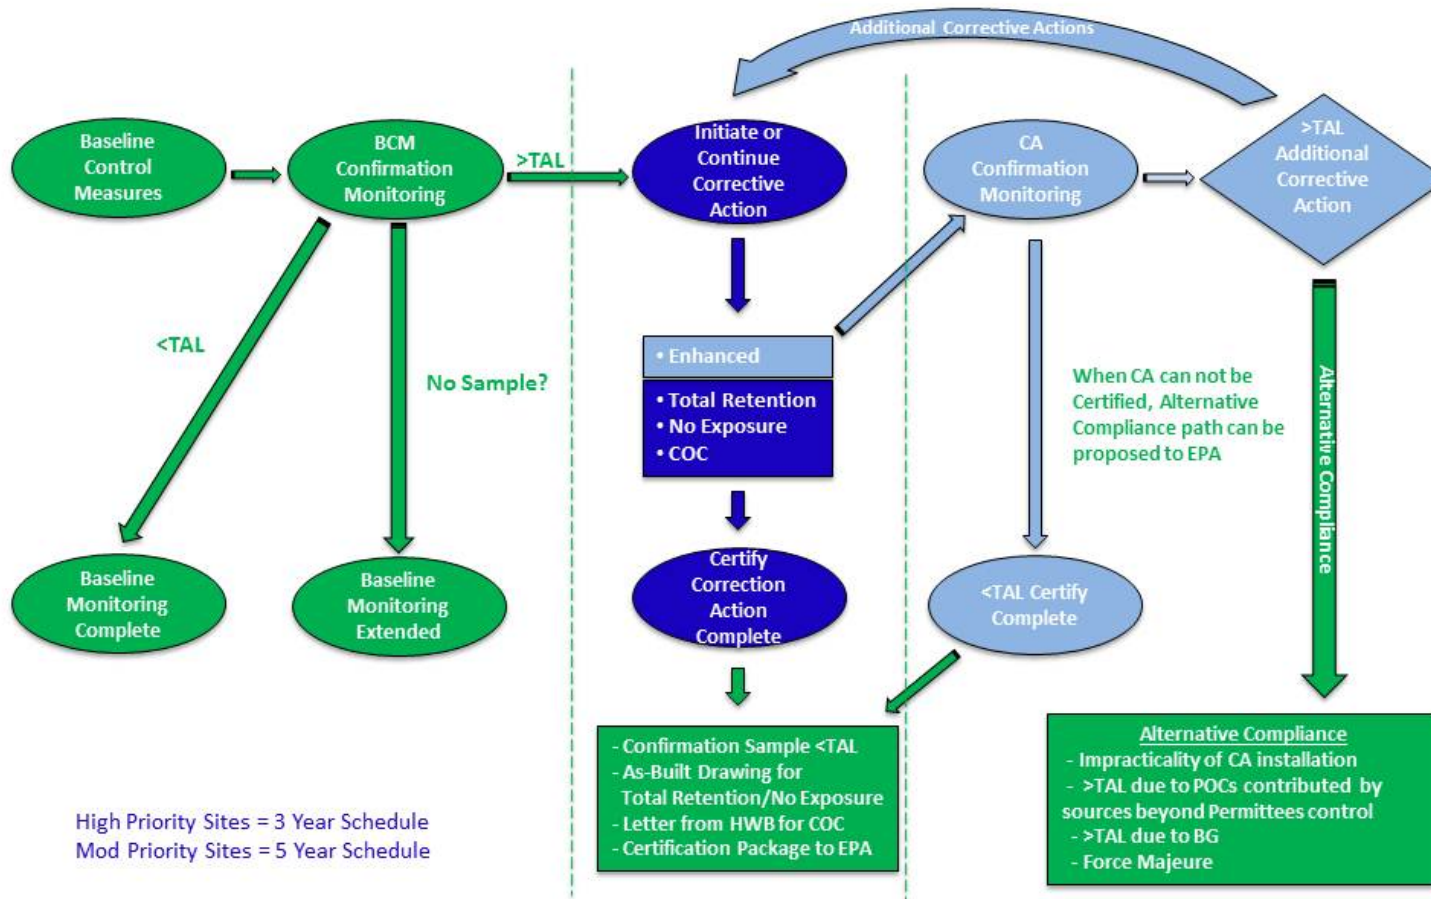 Additional Corrective Actions
Baseline
Control
Measures
BCM
Confirmation
Monitoring
>TAL
Initiate or
Continue
Corrective
Action
CA
Confirmation
Monitoring
>TAL
Additional
Corrective
Action
<TAL
No Sample?
• Enhanced
• Total Retention
• No Exposure
• COC
When CA can not be
Certified, Alternative
Compliance path can be
proposed to EPA
Alternative Compliance
Baseline
Monitoring
Complete
Baseline
Monitoring
Extended
Certify
Correction
Action
Complete
<TAL Certify
Complete
- Confirmation Sample <TAL
- As-Built Drawing for
Total Retention/No Exposure
- Letter from HWB for COC
- Certification Package to EPA
Alternative Compliance
- Impracticality of CA installation
- >TAL due to POCs contributed by
sources beyond Permittees control
- >TAL due to BG
- Force Majeure
High Priority Sites = 3 Year Schedule
Mod Priority Sites = 5 Year Schedule